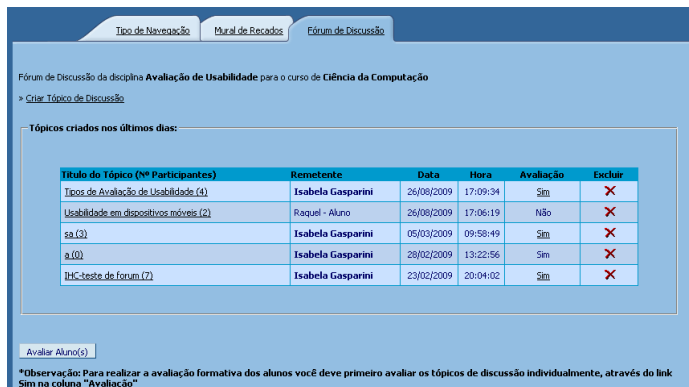 Tipo de Navegação Mural de Recados Fórum de Discussão
Fórum de Discussão da disciplina Avaliação de Usabilidade para o curso de Ciência da Computação
» Criar Tópico de Discussão
Tópicos criados nos últimos dias:
Título do Tópico (Nº Participantes) Remetente Data Hora Avaliação Excluir
Tipos de Avaliação de Usabilidade (4) Isabela Gasparini 26/08/2009 17:09:34 Sim
Usabilidade em dispositivos móveis (2) Raquel - Aluno 26/08/2009 17:06:19 Não
sa (3) Isabela Gasparini 05/03/2009 09:58:49 Sim
a (0) Isabela Gasparini 28/02/2009 13:22:56 Sim
IHC-teste de forum (7) Isabela Gasparini 23/02/2009 20:04:02 Sim
Avaliar Aluno(s)
*Observação: Para realizar a avaliação formativa dos alunos você deve primeiro avaliar os tópicos de discussão individualmente, através do link
Sim na coluna "Avaliação"